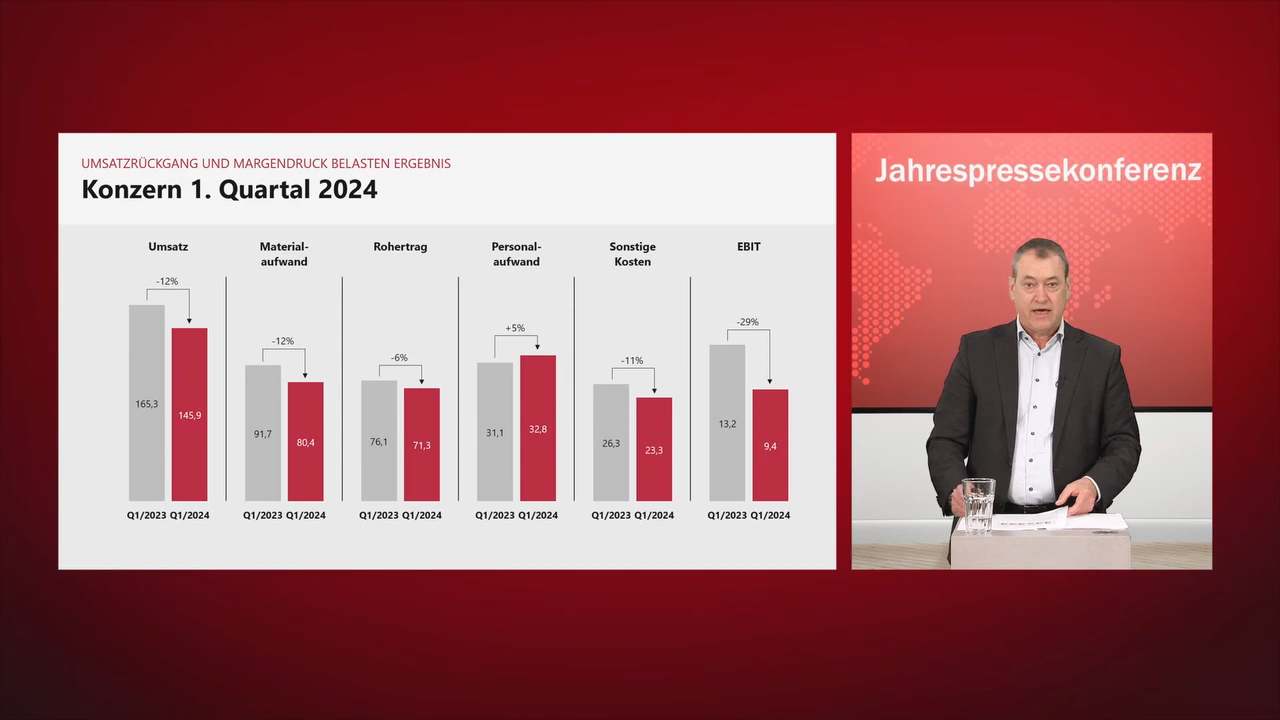 UMSATZRÜCKGANG UND MARGENDRUCK BELASTEN ERGEBNIS
Konzern 1. Quartal 2024
Umsatz
-12%
165,3
145,9
Q1/2023 Q1/2024
Material-
aufwand
-12%
91,7
80,4
Q1/2023 Q1/2024
Rohertrag
-6%
76,1
71,3
Q1/2023 Q1/2024
Personal-
aufwand
+5%
31,1
32,8
Q1/2023 Q1/2024
Sonstige
Kosten
-11%
26,3
23,3
Q1/2023 Q1/2024
EBIT
-29%
13,2
9,4
Q1/2023 Q1/2024
Jahrespressekonferenz